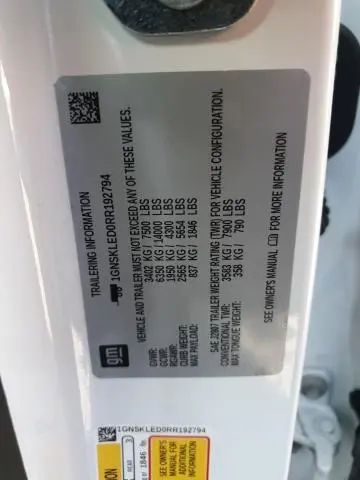 TRAILERING INFORMATION
1GNSKLED0RR192794
VEHICLE AND TRAILER MUST NOT EXCEED ANY OF THESE VALUES.
GVWR: 3402 KG / 7500 LBS
GCWR: 6350 KG / 14000 LBS
RGAWR: 1950 KG / 4300 LBS
CURB WEIGHT: 2565 KG / 5654 LBS
MAX PAYLOAD: 837 KG / 1846 LBS
SAE J2807 TRAILER WEIGHT RATING (TWR) FOR VEHICLE CONFIGURATION.
CONVENTIONAL TWR: 3583 KG / 7900 LBS
MAX TONGUE WEIGHT: 358 KG / 790 LBS
SEE OWNER'S MANUAL FOR MORE INFORMATION
gm
1GNSKLED0RR192794
REAR 3
or 1846
SEE OWNER'S
MANUAL FOR
ADDITIONAL
INFORMATION